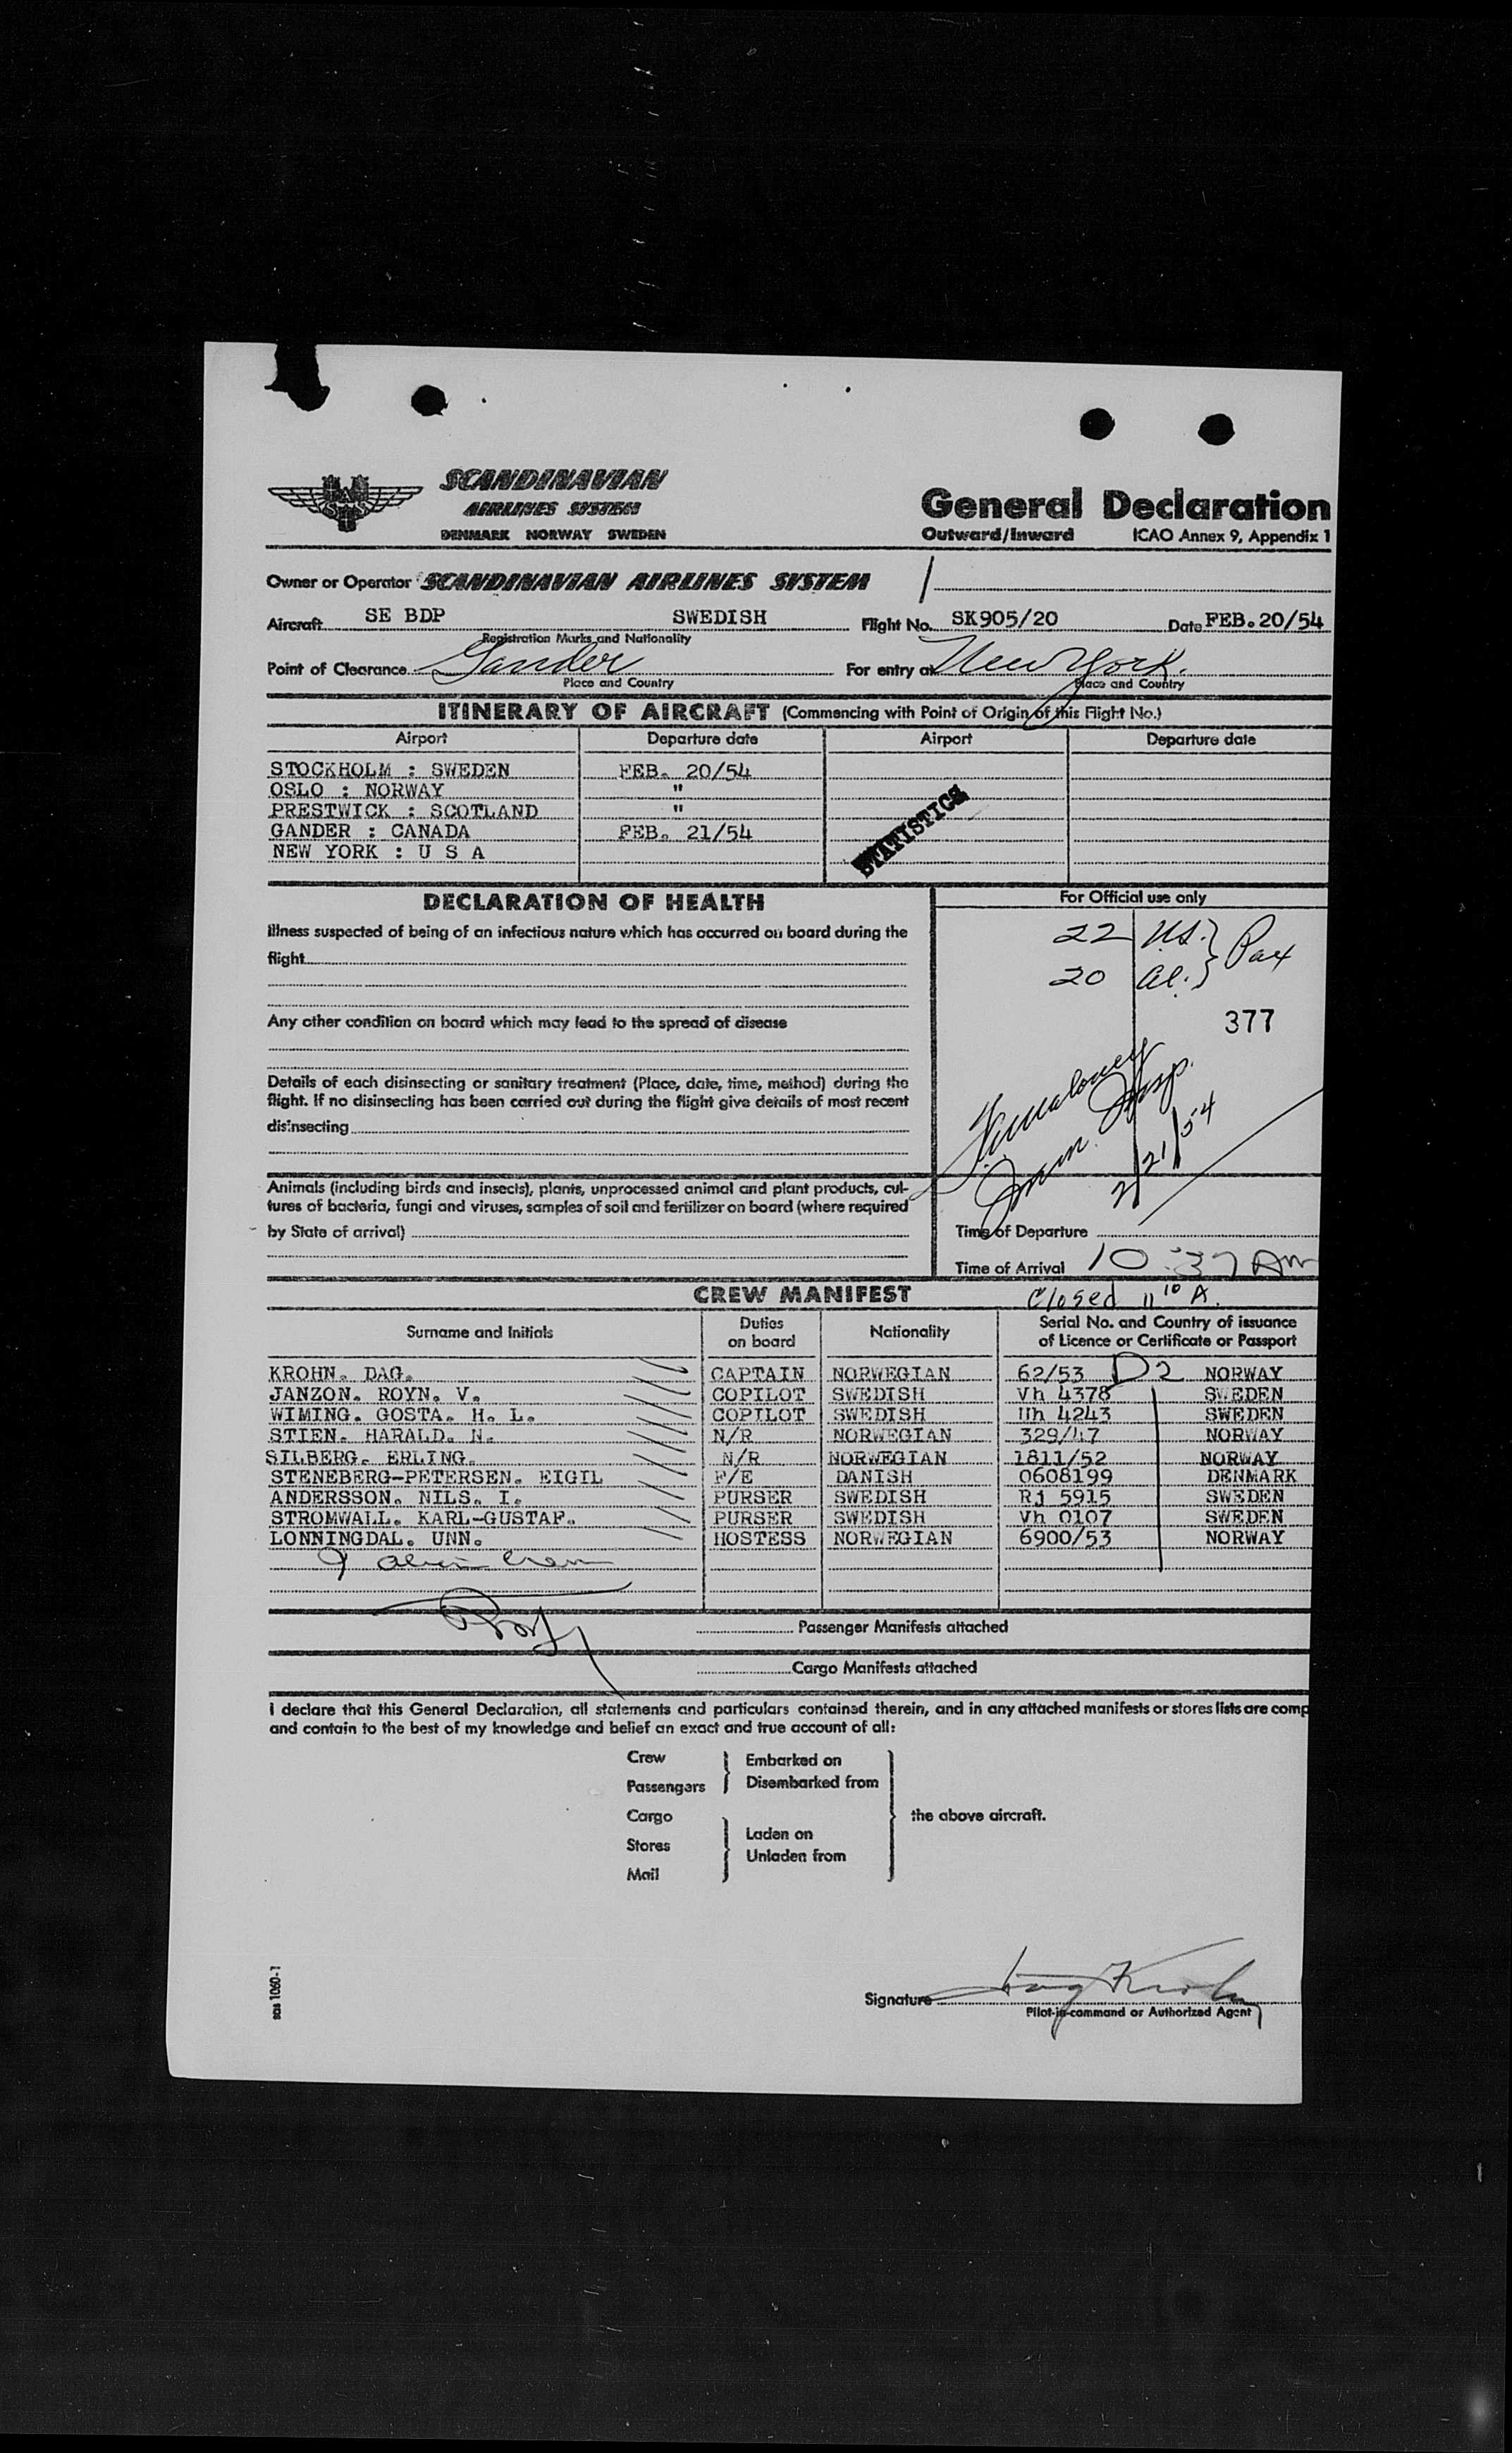 SCANDINAVIAN
AIRLINES SYSTEM
DENMARK NORWAY SWEDEN
General Declaration
Outward/Inward ICAO Annex 9, Appendix 1
Owner or Operator SCANDINAVIAN AIRLINES SYSTEM
Aircraft SE BDP SWEDISH Flight No. SK905/20 Date FEB. 20/54
Registration Marks and Nationality
Point of Clearance Gander For entry at New York.
Place and Country Place and Country
ITINERARY OF AIRCRAFT (Commencing with Point of Origin of this Flight No.)
Airport Departure date Airport Departure date
STOCKHOLM : SWEDEN FEB. 20/54
OSLO : NORWAY "
PRESTWICK : SCOTLAND "
GANDER : CANADA FEB. 21/54
NEW YORK : U S A
STATISTICS
DECLARATION OF HEALTH
Illness suspected of being of an infectious nature which has occurred on board during the
flight
Any other condition on board which may lead to the spread of disease
Details of each disinsecting or sanitary treatment (Place, date, time, method) during the
flight. If no disinsecting has been carried out during the flight give details of most recent
disinsecting
Animals (including birds and insects), plants, unprocessed animal and plant products, cul-
tures of bacteria, fungi and viruses, samples of soil and fertilizer on board (where required
by State of arrival)
For Official use only
22 US. } Pax
20 Al. }
377
Imm. Insp.
2/21/54
Time of Departure
Time of Arrival 10:37 AM
CREW MANIFEST Closed 11 10 A.
Surname and Initials Duties on board Nationality Serial No. and Country of issuance of Licence or Certificate or Passport
KROHN. DAG. CAPTAIN NORWEGIAN 62/53 D2 NORWAY
JANZON. ROYN. V. COPILOT SWEDISH Vh 4378 SWEDEN
WIMING. GOSTA. H. L. COPILOT SWEDISH Uh 4243 SWEDEN
STIEN. HARALD. N. N/R NORWEGIAN 329/47 NORWAY
SILBERG. ERLING. N/R NORWEGIAN 1811/52 NORWAY
STENEBERG-PETERSEN. EIGIL F/E DANISH 0608199 DENMARK
ANDERSSON. NILS. I. PURSER SWEDISH Rj 5915 SWEDEN
STROMWALL. KARL-GUSTAF. PURSER SWEDISH Vh 0107 SWEDEN
LONNINGDAL. UNN. HOSTESS NORWEGIAN 6900/53 NORWAY
9 alien crew
Passenger Manifests attached
Cargo Manifests attached
I declare that this General Declaration, all statements and particulars contained therein, and in any attached manifests or stores lists are comp
and contain to the best of my knowledge and belief an exact and true account of all:
Crew
Passengers
Embarked on
Disembarked from
Cargo
Stores
Mail
Laden on
Unladen from
the above aircraft.
Signature Dag Krohn
Pilot-in-command or Authorized Agent
sas 1060-1